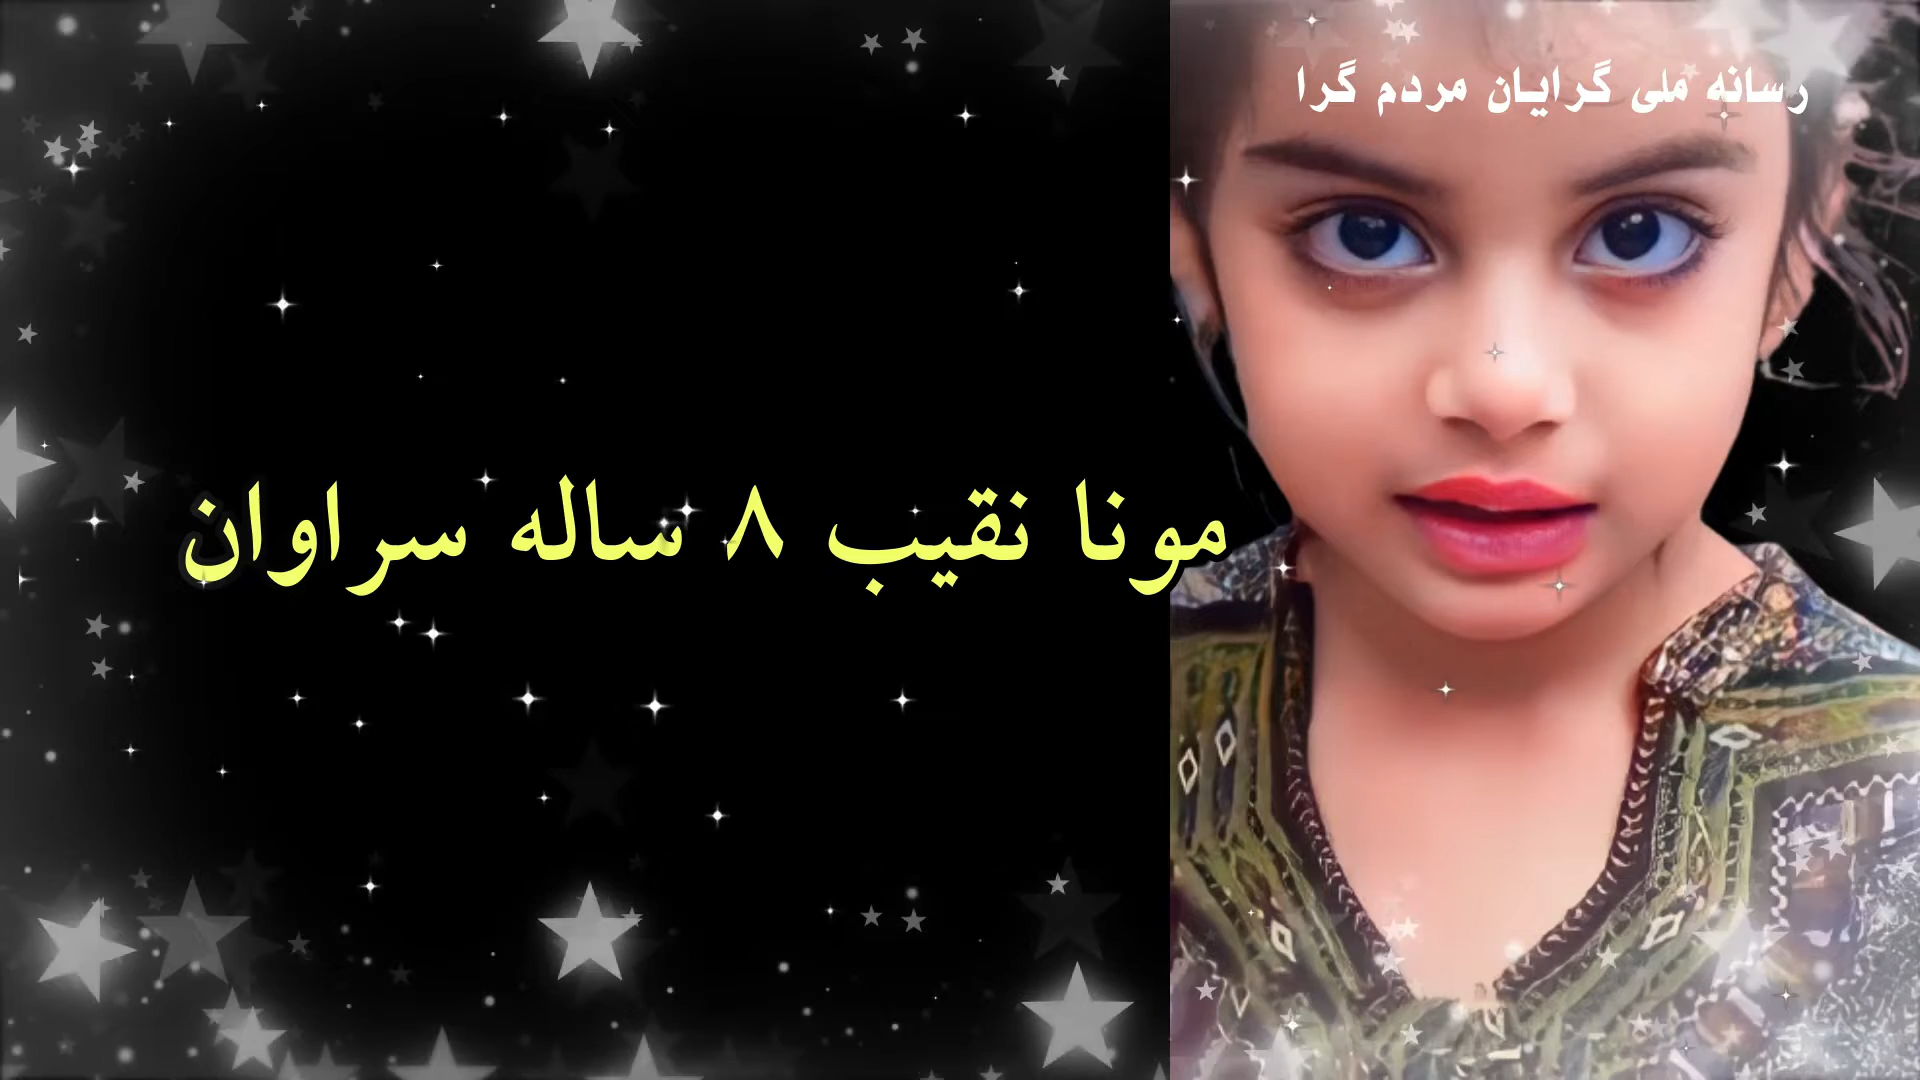 رسانه ملی گرایان مردم گرا
مونا نقیب ۸ ساله سراوان